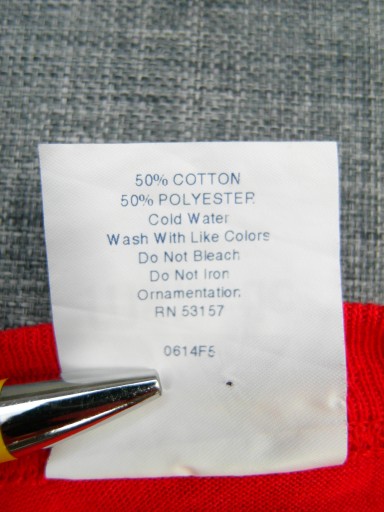 50% COTTON
50% POLYESTER
Cold Water
Wash With Like Colors
Do Not Bleach
Do Not Iron
Ornamentation
RN 53157
0614F5